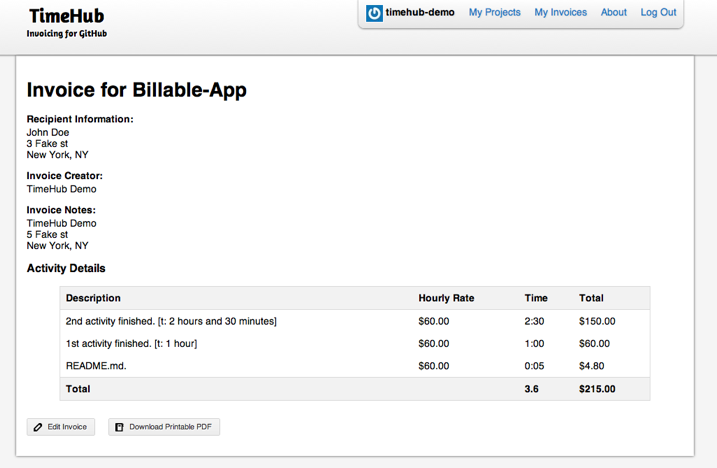 TimeHub
Invoicing for GitHub
timehub-demo My Projects My Invoices About Log Out
Invoice for Billable-App
Recipient Information:
John Doe
3 Fake st
New York, NY
Invoice Creator:
TimeHub Demo
Invoice Notes:
TimeHub Demo
5 Fake st
New York, NY
Activity Details
Description Hourly Rate Time Total
2nd activity finished. [t: 2 hours and 30 minutes] $60.00 2:30 $150.00
1st activity finished. [t: 1 hour] $60.00 1:00 $60.00
README.md. $60.00 0:05 $4.80
Total 3.6 $215.00
Edit Invoice Download Printable PDF